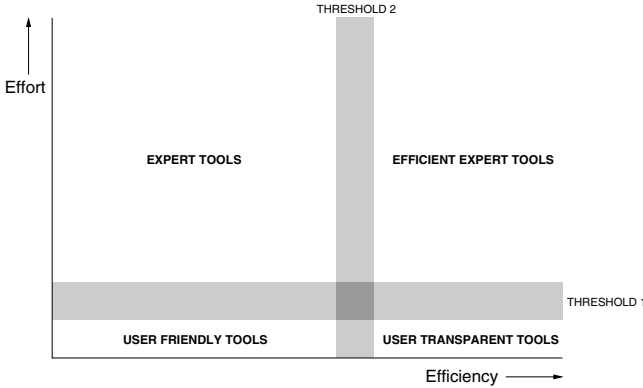 THRESHOLD 2
Effort
EXPERT TOOLS
EFFICIENT EXPERT TOOLS
THRESHOLD 1
USER FRIENDLY TOOLS
USER TRANSPARENT TOOLS
Efficiency